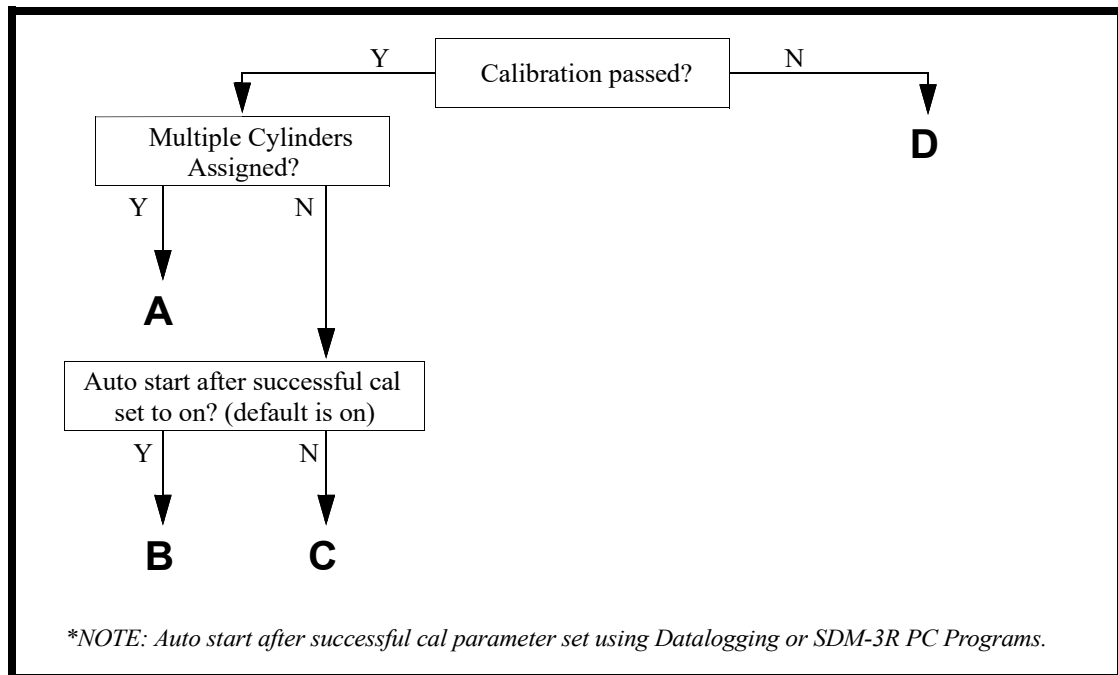 Y
Calibration passed?
N
Multiple Cylinders
Assigned?
D
Y
N
A
Auto start after successful cal
set to on? (default is on)
Y
N
B
C
*NOTE: Auto start after successful cal parameter set using Datalogging or SDM-3R PC Programs.